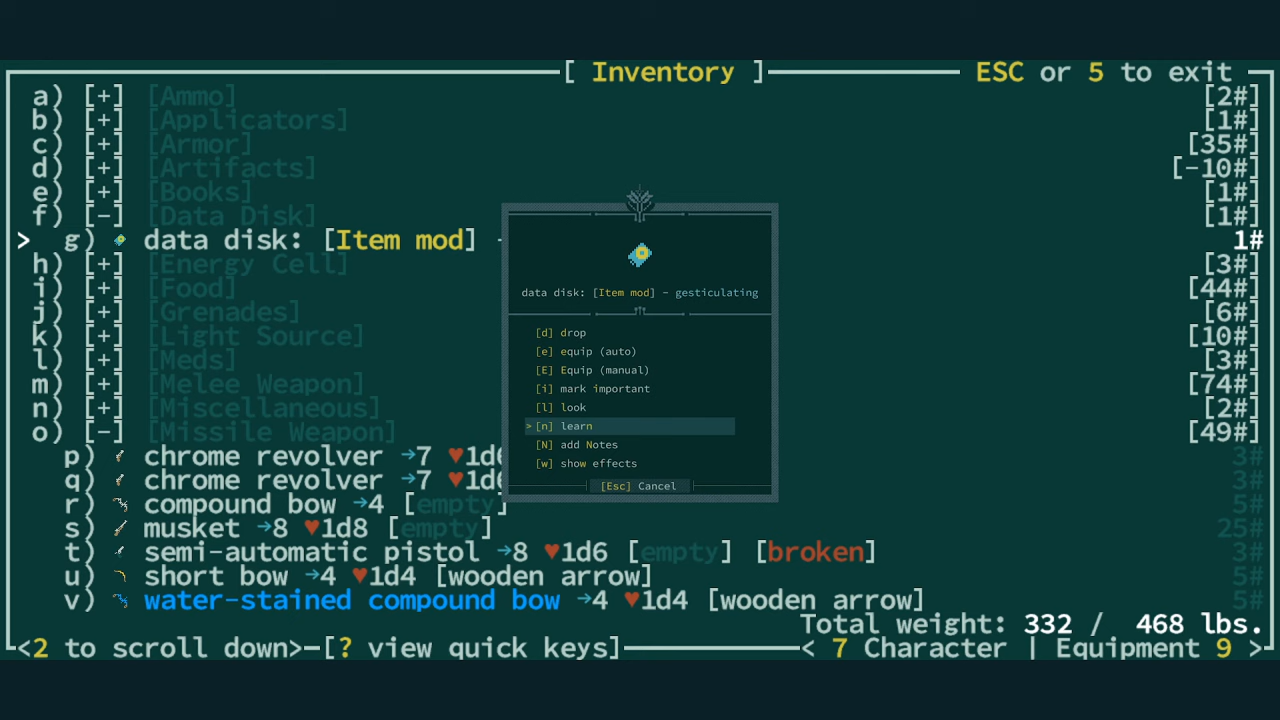 [ Inventory ] ESC or 5 to exit
a) [+] [Ammo] [2#]
b) [+] [Applicators] [1#]
c) [+] [Armor] [35#]
d) [+] [Artifacts] [-10#]
e) [+] [Books] [1#]
f) [-] [Data Disk] [1#]
> g) data disk: [Item mod] - 1#
h) [+] [Energy Cell] [3#]
i) [+] [Food] [44#]
j) [+] [Grenades] [6#]
k) [+] [Light Source] [10#]
l) [+] [Meds] [3#]
m) [+] [Melee Weapon] [74#]
n) [+] [Miscellaneous] [2#]
o) [-] [Missile Weapon] [49#]
p) chrome revolver →7 ♥1d6 3#
q) chrome revolver →7 ♥1d6 3#
r) compound bow →4 [empty] 5#
s) musket →8 ♥1d8 [empty] 25#
t) semi-automatic pistol →8 ♥1d6 [empty] [broken] 3#
u) short bow →4 ♥1d4 [wooden arrow] 5#
v) water-stained compound bow →4 ♥1d4 [wooden arrow] 5#
Total weight: 332 / 468 lbs.
<2 to scroll down> [? view quick keys] < 7 Character | Equipment 9 >
data disk: [Item mod] - gesticulating
[d] drop
[e] equip (auto)
[E] Equip (manual)
[i] mark important
[l] look
> [n] learn
[N] add Notes
[w] show effects
[Esc] Cancel